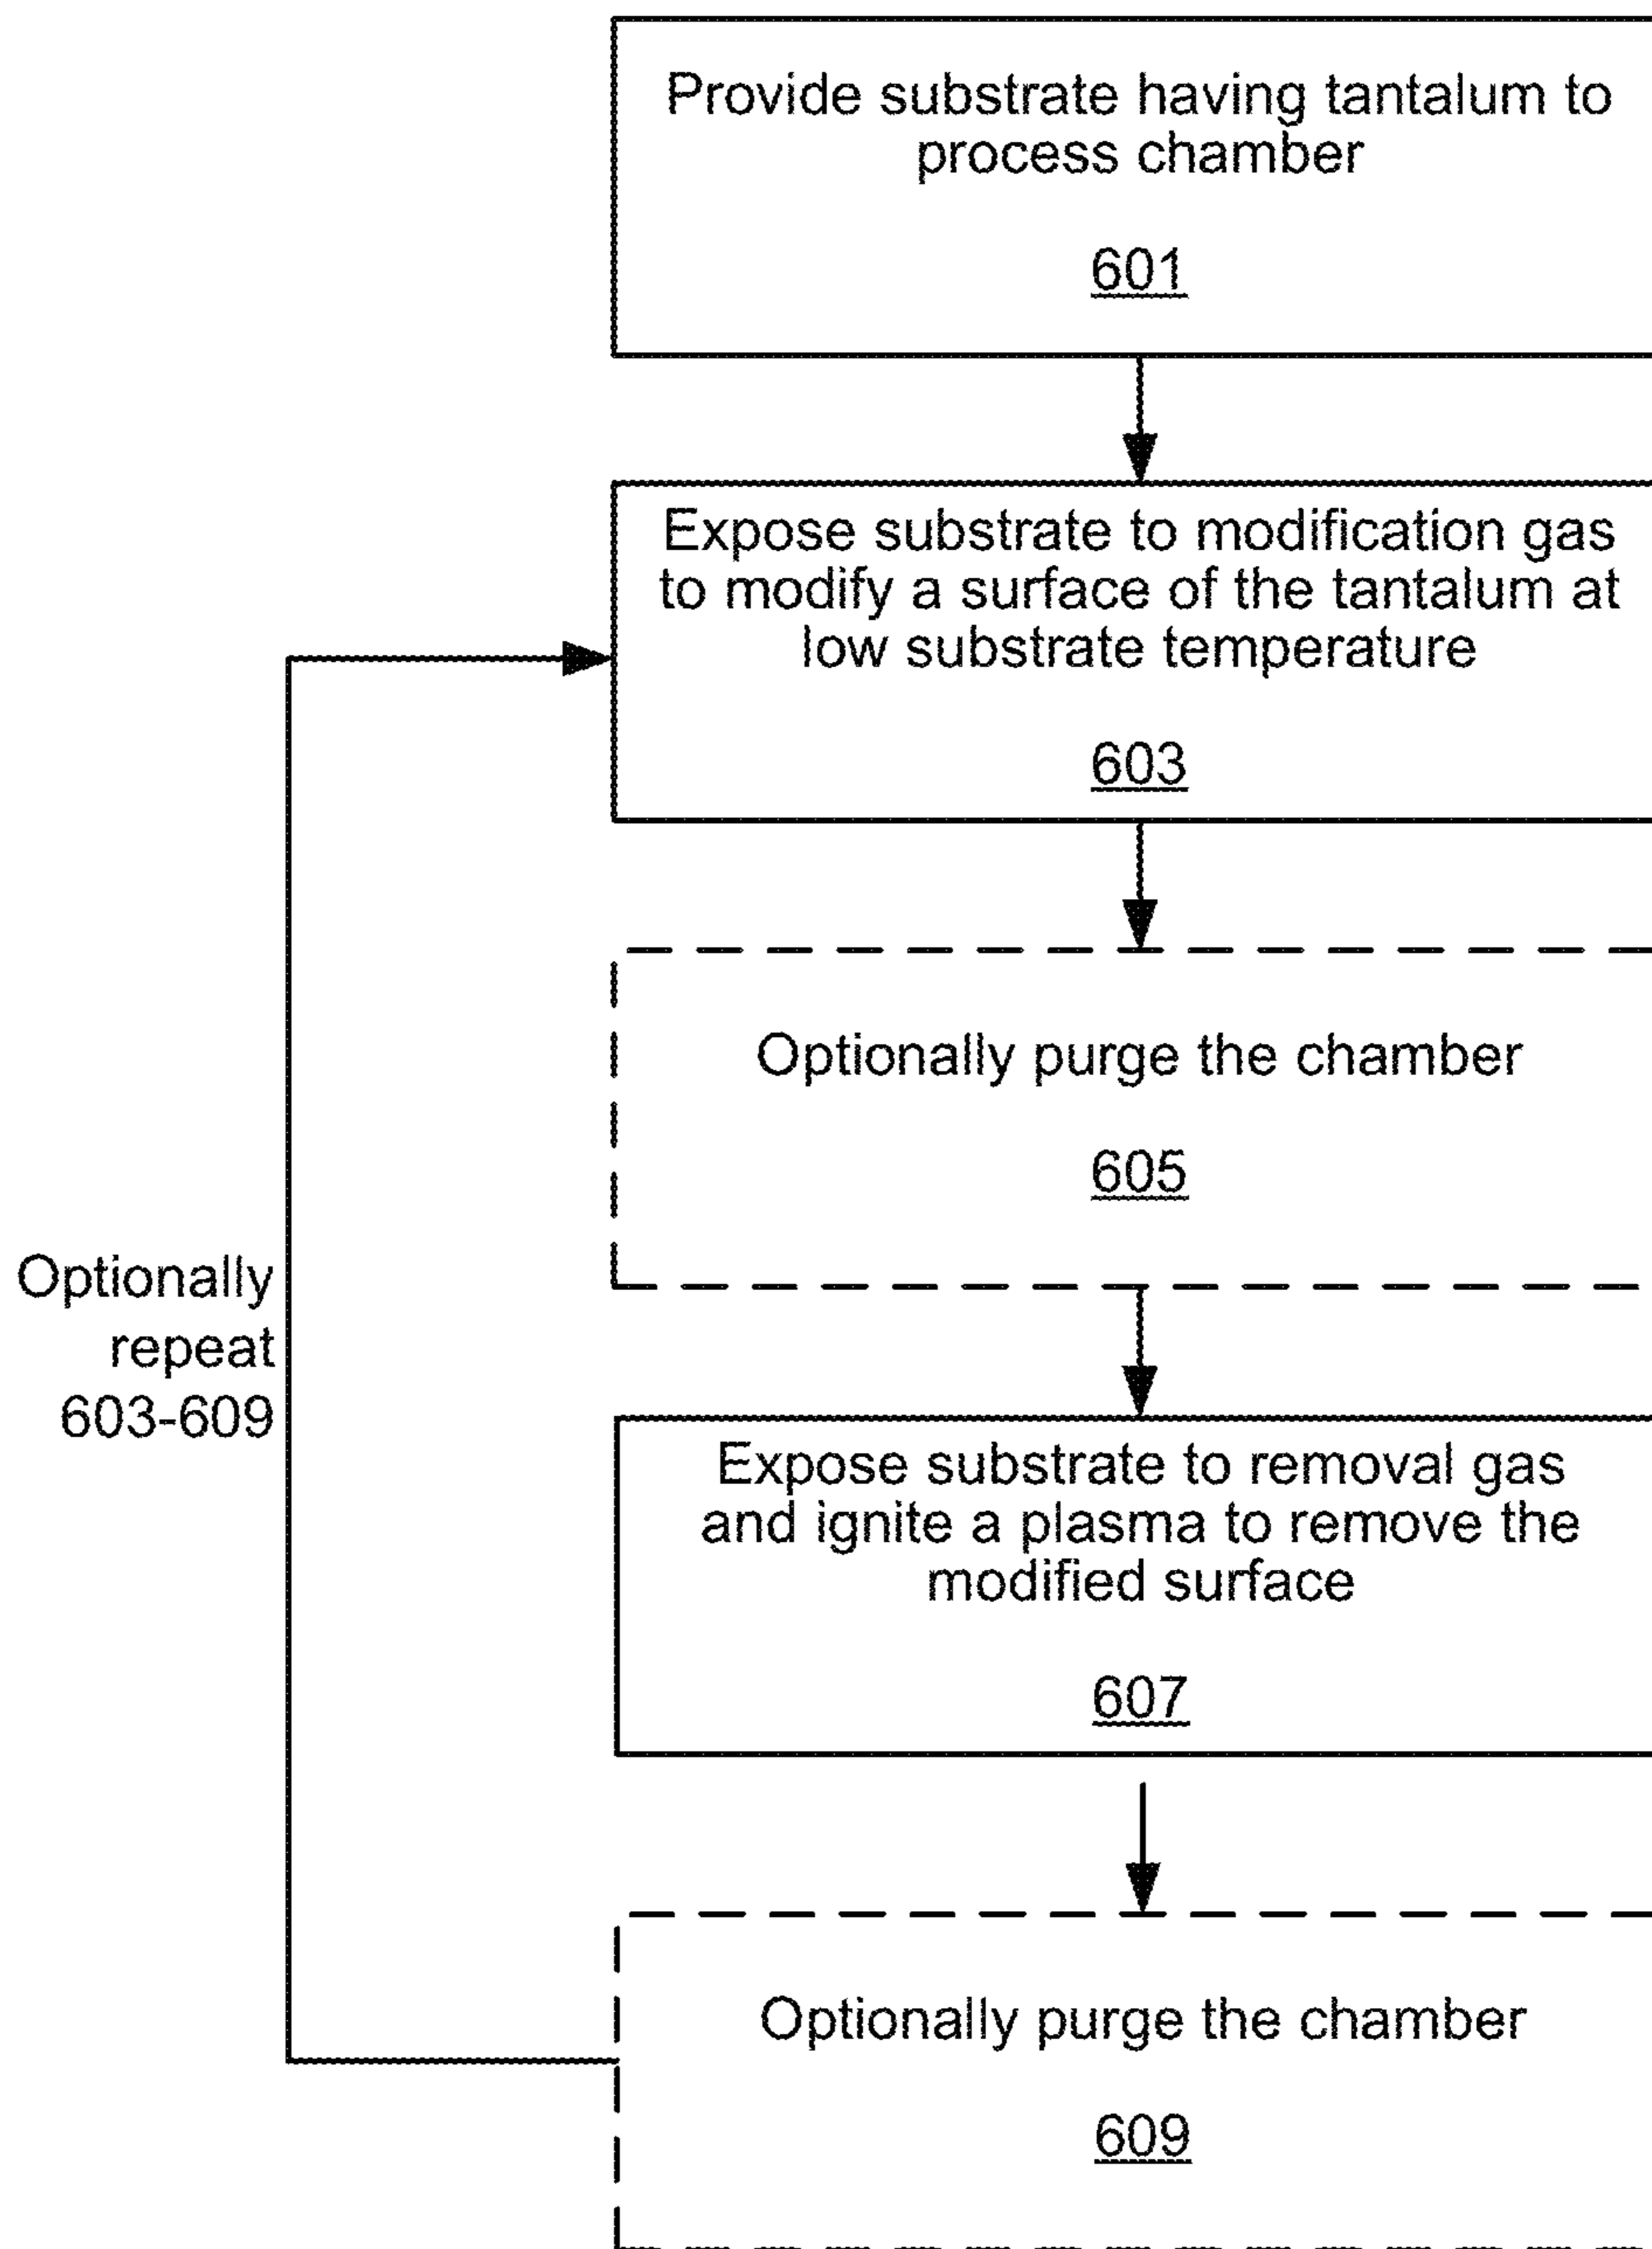 Provide substrate having tantalum to
process chamber
601
Expose substrate to modification gas
to modify a surface of the tantalum at
low substrate temperature
603
Optionally purge the chamber
605
Optionally
repeat
603-609
Expose substrate to removal gas
and ignite a plasma to remove the
modified surface
607
Optionally purge the chamber
609